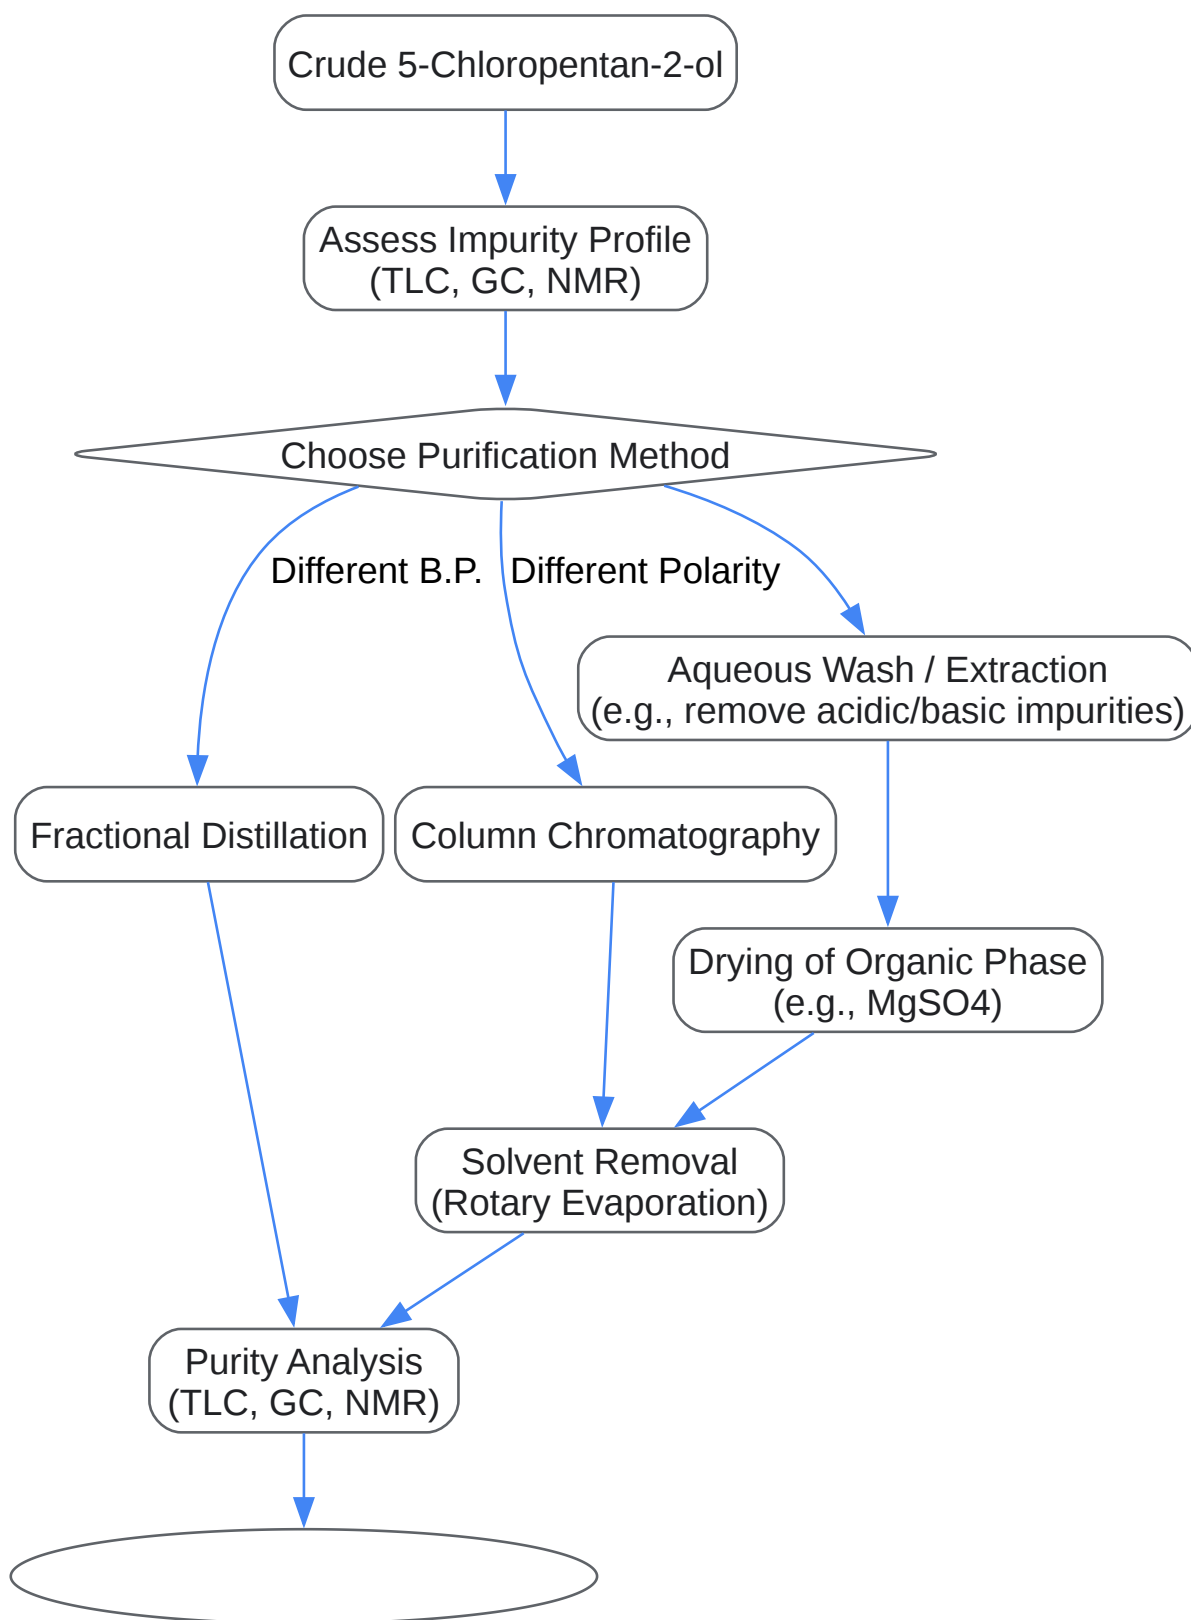 Crude 5-Chloropentan-2-ol
Assess Impurity Profile
(TLC, GC, NMR)
Choose Purification Method
Different B.P.
Different Polarity
Aqueous Wash / Extraction
(e.g., remove acidic/basic impurities)
Fractional Distillation
Column Chromatography
Drying of Organic Phase
(e.g., MgSO4)
Solvent Removal
(Rotary Evaporation)
Purity Analysis
(TLC, GC, NMR)